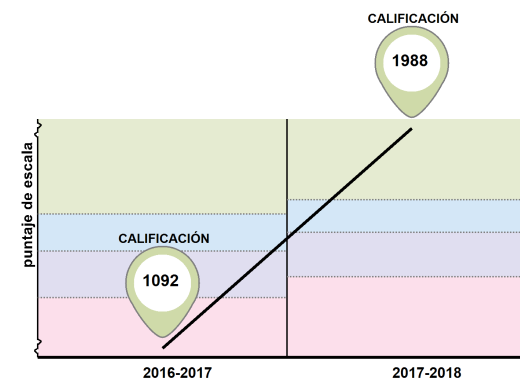 CALIFICACIÓN
1988
puntaje de escala
CALIFICACIÓN
1092
2016-2017
2017-2018